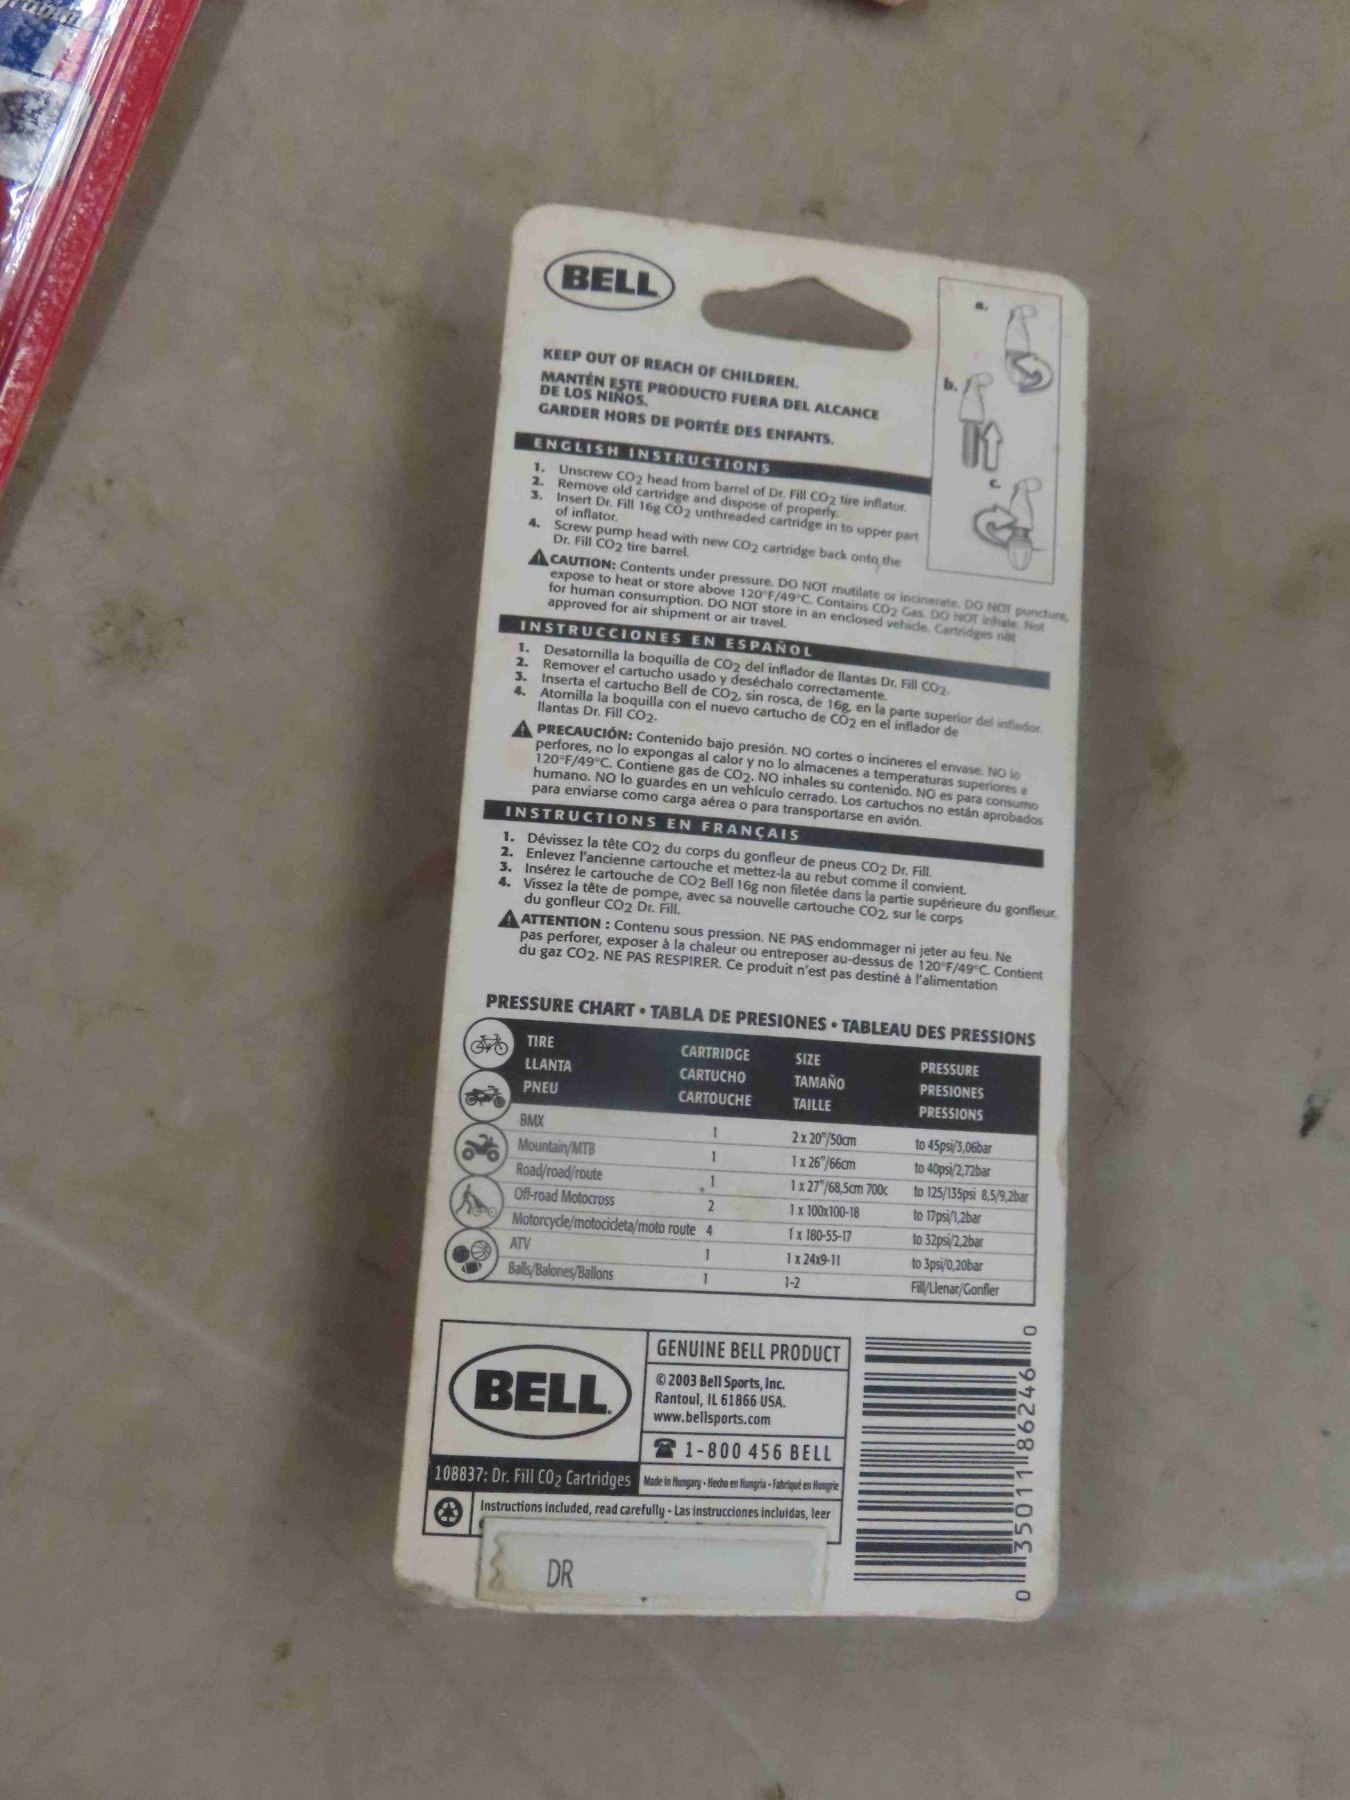 BELL
a.
b.
c.
KEEP OUT OF REACH OF CHILDREN.
MANTÉN ESTE PRODUCTO FUERA DEL ALCANCE
DE LOS NIÑOS.
GARDER HORS DE PORTÉE DES ENFANTS.
ENGLISH INSTRUCTIONS
1. Unscrew CO2 head from barrel of Dr. Fill CO2 tire inflator.
2. Remove old cartridge and dispose of properly.
3. Insert Dr. Fill 16g CO2 unthreaded cartridge in to upper part
of inflator.
4. Screw pump head with new CO2 cartridge back onto the
Dr. Fill CO2 tire barrel.
CAUTION: Contents under pressure. DO NOT mutilate or incinerate. DO NOT puncture,
expose to heat or store above 120°F/49°C. Contains CO2 Gas. DO NOT inhale. Not
for human consumption. DO NOT store in an enclosed vehicle. Cartridges not
approved for air shipment or air travel.
INSTRUCCIONES EN ESPAÑOL
1. Desatornilla la boquilla de CO2 del inflador de llantas Dr. Fill CO2.
2. Remover el cartucho usado y deséchalo correctamente.
3. Inserta el cartucho Bell de CO2, sin rosca, de 16g, en la parte superior del inflador.
4. Atornilla la boquilla con el nuevo cartucho de CO2 en el inflador de
llantas Dr. Fill CO2.
PRECAUCIÓN: Contenido bajo presión. NO cortes o incineres el envase. NO lo
perfores, no lo expongas al calor y no lo almacenes a temperaturas superiores a
120°F/49°C. Contiene gas de CO2. NO inhales su contenido. NO es para consumo
humano. NO lo guardes en un vehículo cerrado. Los cartuchos no están aprobados
para enviarse como carga aérea o para transportarse en avión.
INSTRUCTIONS EN FRANÇAIS
1. Dévissez la tête CO2 du corps du gonfleur de pneus CO2 Dr. Fill.
2. Enlevez l'ancienne cartouche et mettez-la au rebut comme il convient.
3. Insérez le cartouche de CO2 Bell 16g non filetée dans la partie supérieure du gonfleur.
4. Vissez la tête de pompe, avec sa nouvelle cartouche CO2, sur le corps
du gonfleur CO2 Dr. Fill.
ATTENTION : Contenu sous pression. NE PAS endommager ni jeter au feu. Ne
pas perforer, exposer à la chaleur ou entreposer au-dessus de 120°F/49°C. Contient
du gaz CO2. NE PAS RESPIRER. Ce produit n'est pas destiné à l'alimentation
PRESSURE CHART • TABLA DE PRESIONES • TABLEAU DES PRESSIONS
TIRE CARTRIDGE SIZE PRESSURE
LLANTA CARTUCHO TAMAÑO PRESIONES
PNEU CARTOUCHE TAILLE PRESSIONS
BMX 1 2 x 20"/50cm to 45psi/3,06bar
Mountain/MTB 1 1 x 26"/66cm to 40psi/2,72bar
Road/road/route 1 1 x 27"/68,5cm 700c to 125/135psi 8,5/9,2bar
Off-road Motocross 2 1 x 100x100-18 to 17psi/1,2bar
Motorcycle/motocicleta/moto route 4 1 x 180-55-17 to 32psi/2,2bar
ATV 1 1 x 24x9-11 to 3psi/0,20bar
Balls/Balones/Ballons 1 1-2 Fill/Llenar/Gonfler
BELL
GENUINE BELL PRODUCT
© 2003 Bell Sports, Inc.
Rantoul, IL 61866 USA.
www.bellsports.com
1-800 456 BELL
108837: Dr. Fill CO2 Cartridges
Made in Hungary • Hecho en Hungría • Fabriqué en Hongrie
Instructions included, read carefully • Las instrucciones incluidas, leer
DR
0 35011 86246 0